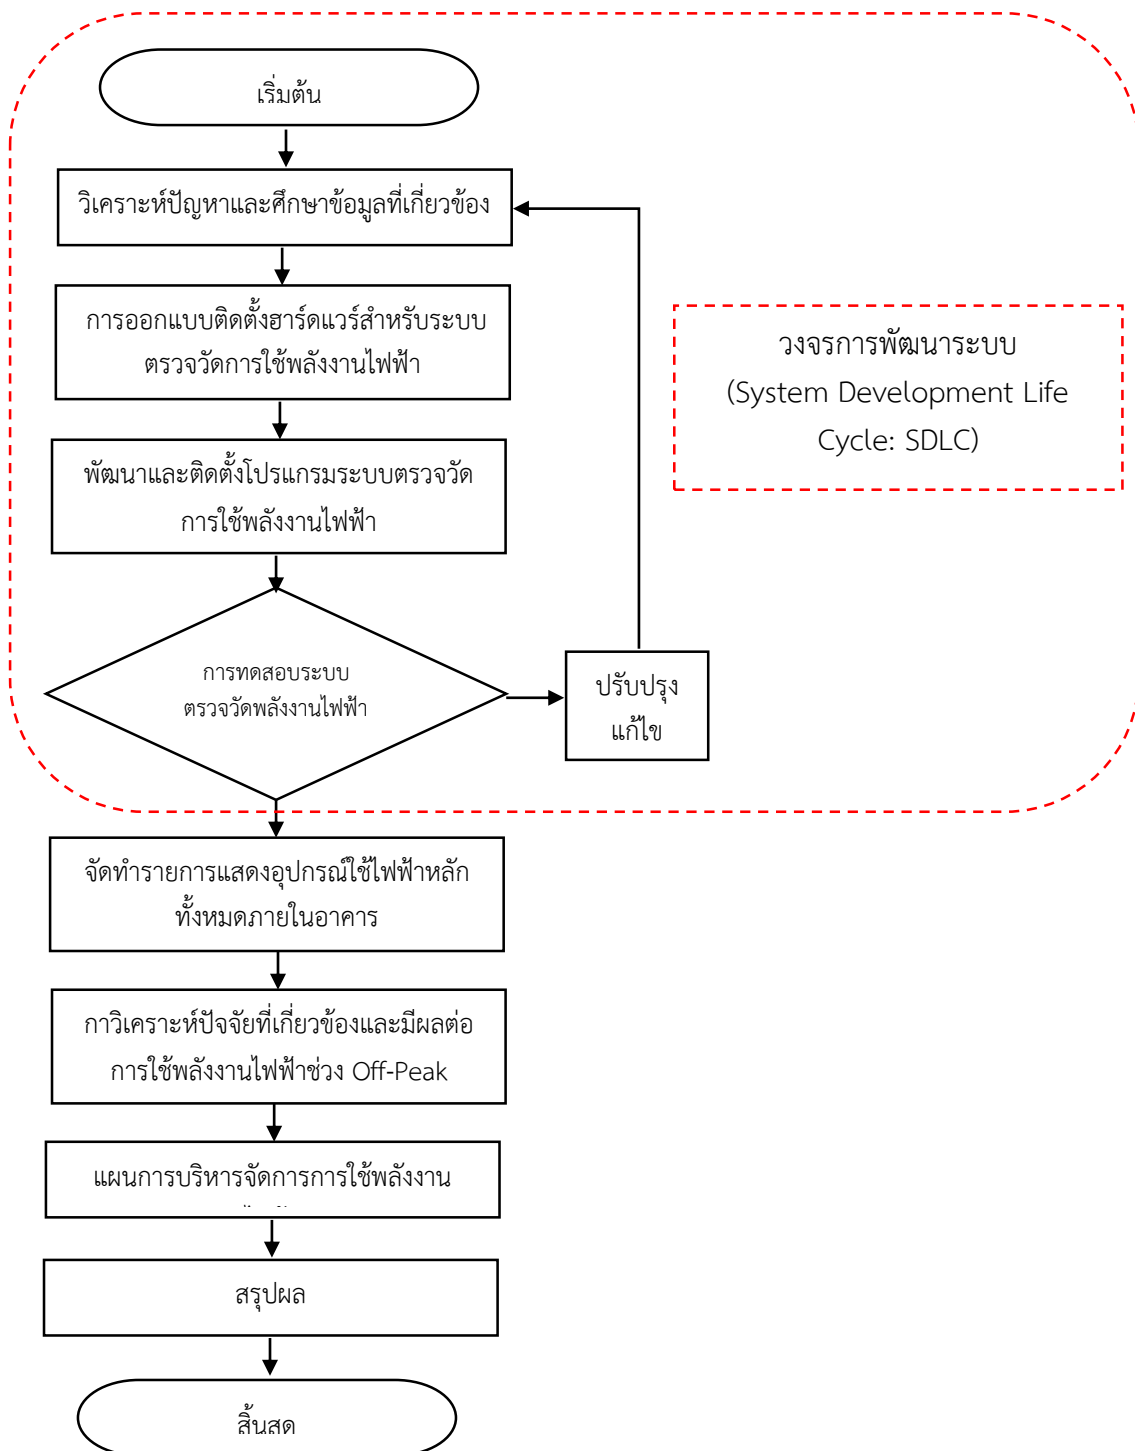 เริ่มต้น
วิเคราะห์ปัญหาและศึกษาข้อมูลที่เกี่ยวข้อง
การออกแบบติดตั้งฮาร์ดแวร์สำหรับระบบ
ตรวจวัดการใช้พลังงานไฟฟ้า
วงจรการพัฒนาระบบ
(System Development Life
Cycle: SDLC)
พัฒนาและติดตั้งโปรแกรมระบบตรวจวัด
การใช้พลังงานไฟฟ้า
การทดสอบระบบ
ตรวจวัดพลังงานไฟฟ้า
ปรับปรุง
แก้ไข
จัดทำรายการแสดงอุปกรณ์ใช้ไฟฟ้าหลัก
ทั้งหมดภายในอาคาร
กาวิเคราะห์ปัจจัยที่เกี่ยวข้องและมีผลต่อ
การใช้พลังงานไฟฟ้าช่วง Off-Peak
แผนการบริหารจัดการการใช้พลังงาน
สรุปผล
สิ้นสุด